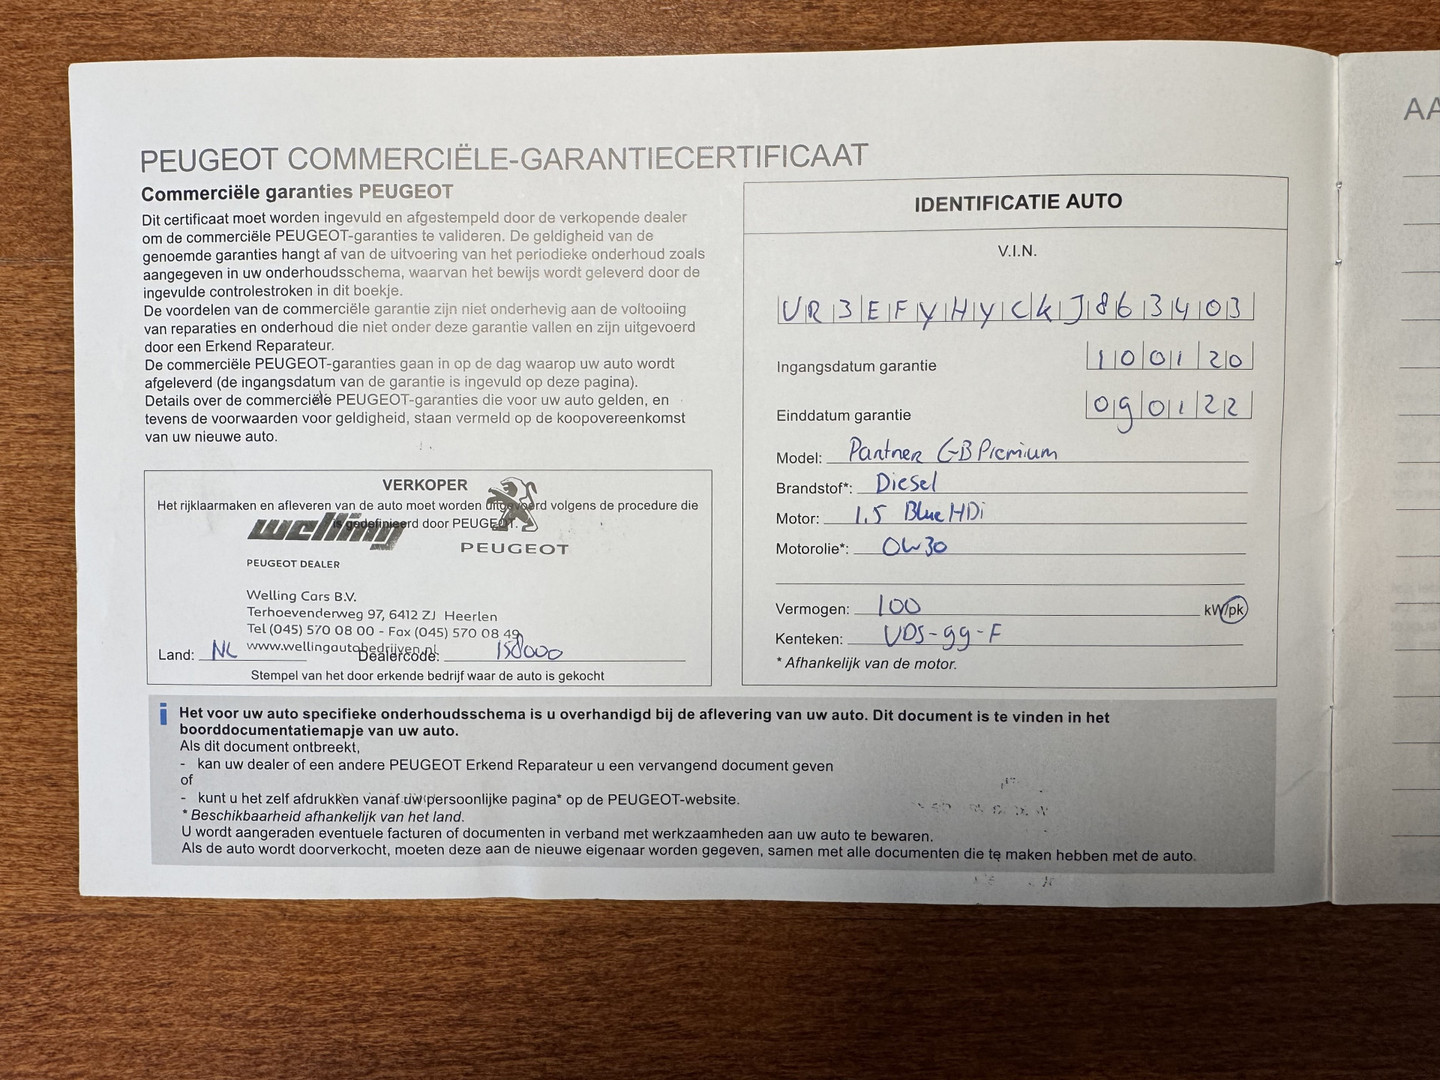 PEUGEOT COMMERCIËLE-GARANTIECERTIFICAAT
Commerciële garanties PEUGEOT
Dit certificaat moet worden ingevuld en afgestempeld door de verkopende dealer
om de commerciële PEUGEOT-garanties te valideren. De geldigheid van de
genoemde garanties hangt af van de uitvoering van het periodieke onderhoud zoals
aangegeven in uw onderhoudsschema, waarvan het bewijs wordt geleverd door de
ingevulde controlestroken in dit boekje.
De voordelen van de commerciële garantie zijn niet onderhevig aan de voltooiing
van reparaties en onderhoud die niet onder deze garantie vallen en zijn uitgevoerd
door een Erkend Reparateur.
De commerciële PEUGEOT-garanties gaan in op de dag waarop uw auto wordt
afgeleverd (de ingangsdatum van de garantie is ingevuld op deze pagina).
Details over de commerciële PEUGEOT-garanties die voor uw auto gelden, en
tevens de voorwaarden voor geldigheid, staan vermeld op de koopovereenkomst
van uw nieuwe auto.
VERKOPER
Het rijklaarmaken en afleveren van de auto moet worden uitgevoerd volgens de procedure die
is gedefinieerd door PEUGEOT.
welling
PEUGEOT
PEUGEOT DEALER
Welling Cars B.V.
Terhoevenderweg 97, 6412 ZJ Heerlen
Tel (045) 570 08 00 - Fax (045) 570 08 49
www.wellingautobedrijven.nl
Land: NL Dealercode: 158000
Stempel van het door erkende bedrijf waar de auto is gekocht
IDENTIFICATIE AUTO
V.I.N.
VR3EFYHYCKJ863403
Ingangsdatum garantie 100120
Einddatum garantie 090122
Model: Partner GB Premium
Brandstof*: Diesel
Motor: 1.5 BlueHDi
Motorolie*: 0W30
Vermogen: 100 kW/pk
Kenteken: VDS-99-F
* Afhankelijk van de motor.
Het voor uw auto specifieke onderhoudsschema is u overhandigd bij de aflevering van uw auto. Dit document is te vinden in het
boorddocumentatiemapje van uw auto.
Als dit document ontbreekt,
- kan uw dealer of een andere PEUGEOT Erkend Reparateur u een vervangend document geven
of
- kunt u het zelf afdrukken vanaf uw persoonlijke pagina* op de PEUGEOT-website.
* Beschikbaarheid afhankelijk van het land.
U wordt aangeraden eventuele facturen of documenten in verband met werkzaamheden aan uw auto te bewaren.
Als de auto wordt doorverkocht, moeten deze aan de nieuwe eigenaar worden gegeven, samen met alle documenten die te maken hebben met de auto.
AA